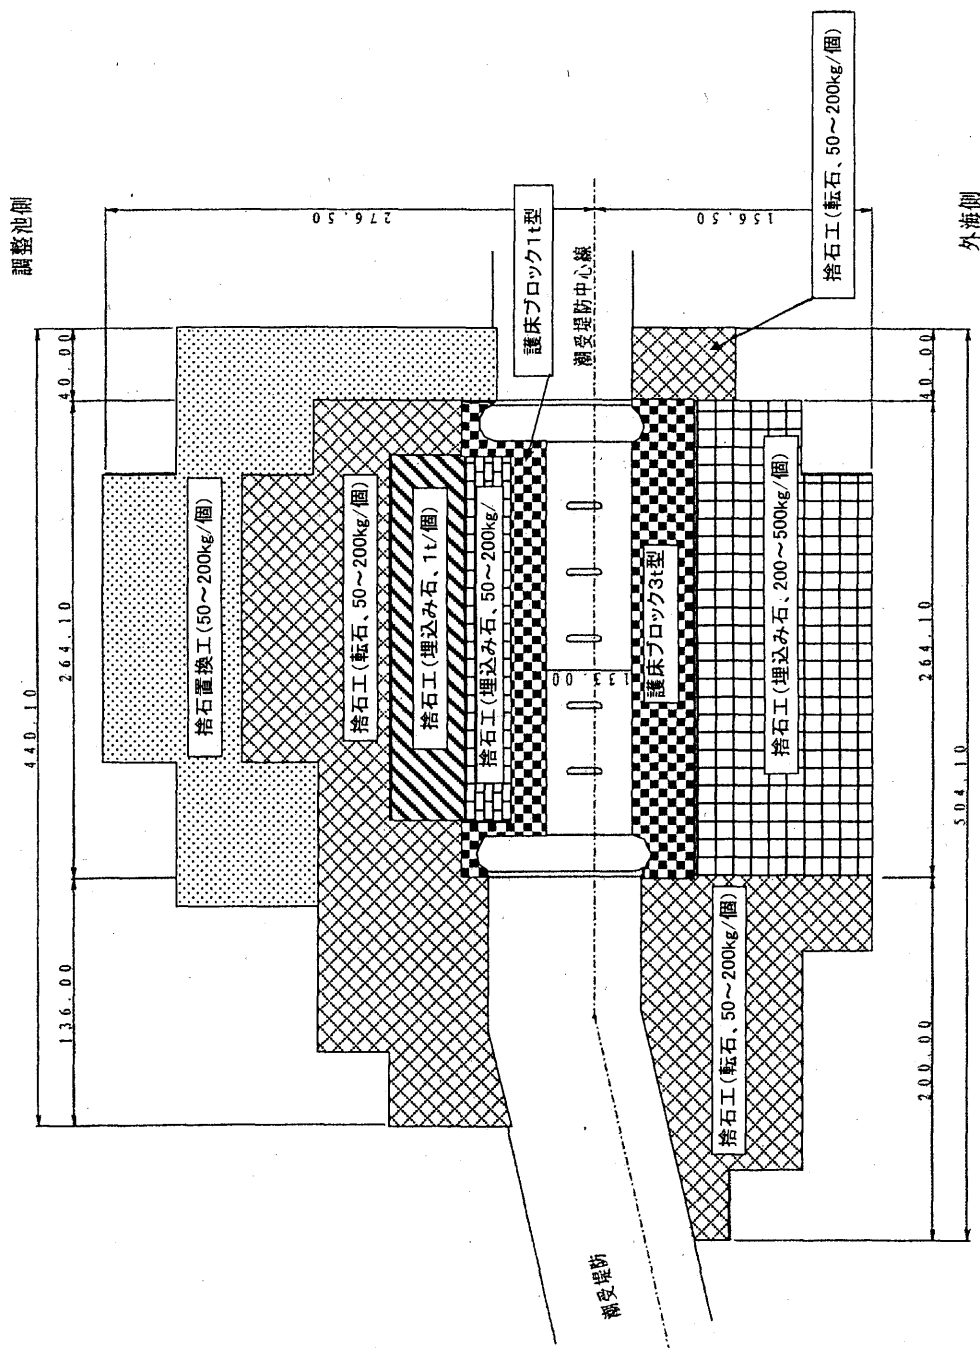 調整池側
440.10
136.00
264.10
40.00
276.50
156.50
捨石置換工(50~200kg/個)
捨石工(転石、50~200kg/個)
捨石工(埋込み石、1t/個)
捨石工(埋込み石、50~200kg/
護床ブロック1t型
潮受堤防中心線
133.00
護床ブロック3t型
捨石工(埋込み石、200~500kg/個)
捨石工(転石、50~200kg/個)
捨石工(転石、50~200kg/個)
潮受堤防
200.00
264.10
40.00
504.10
外海側